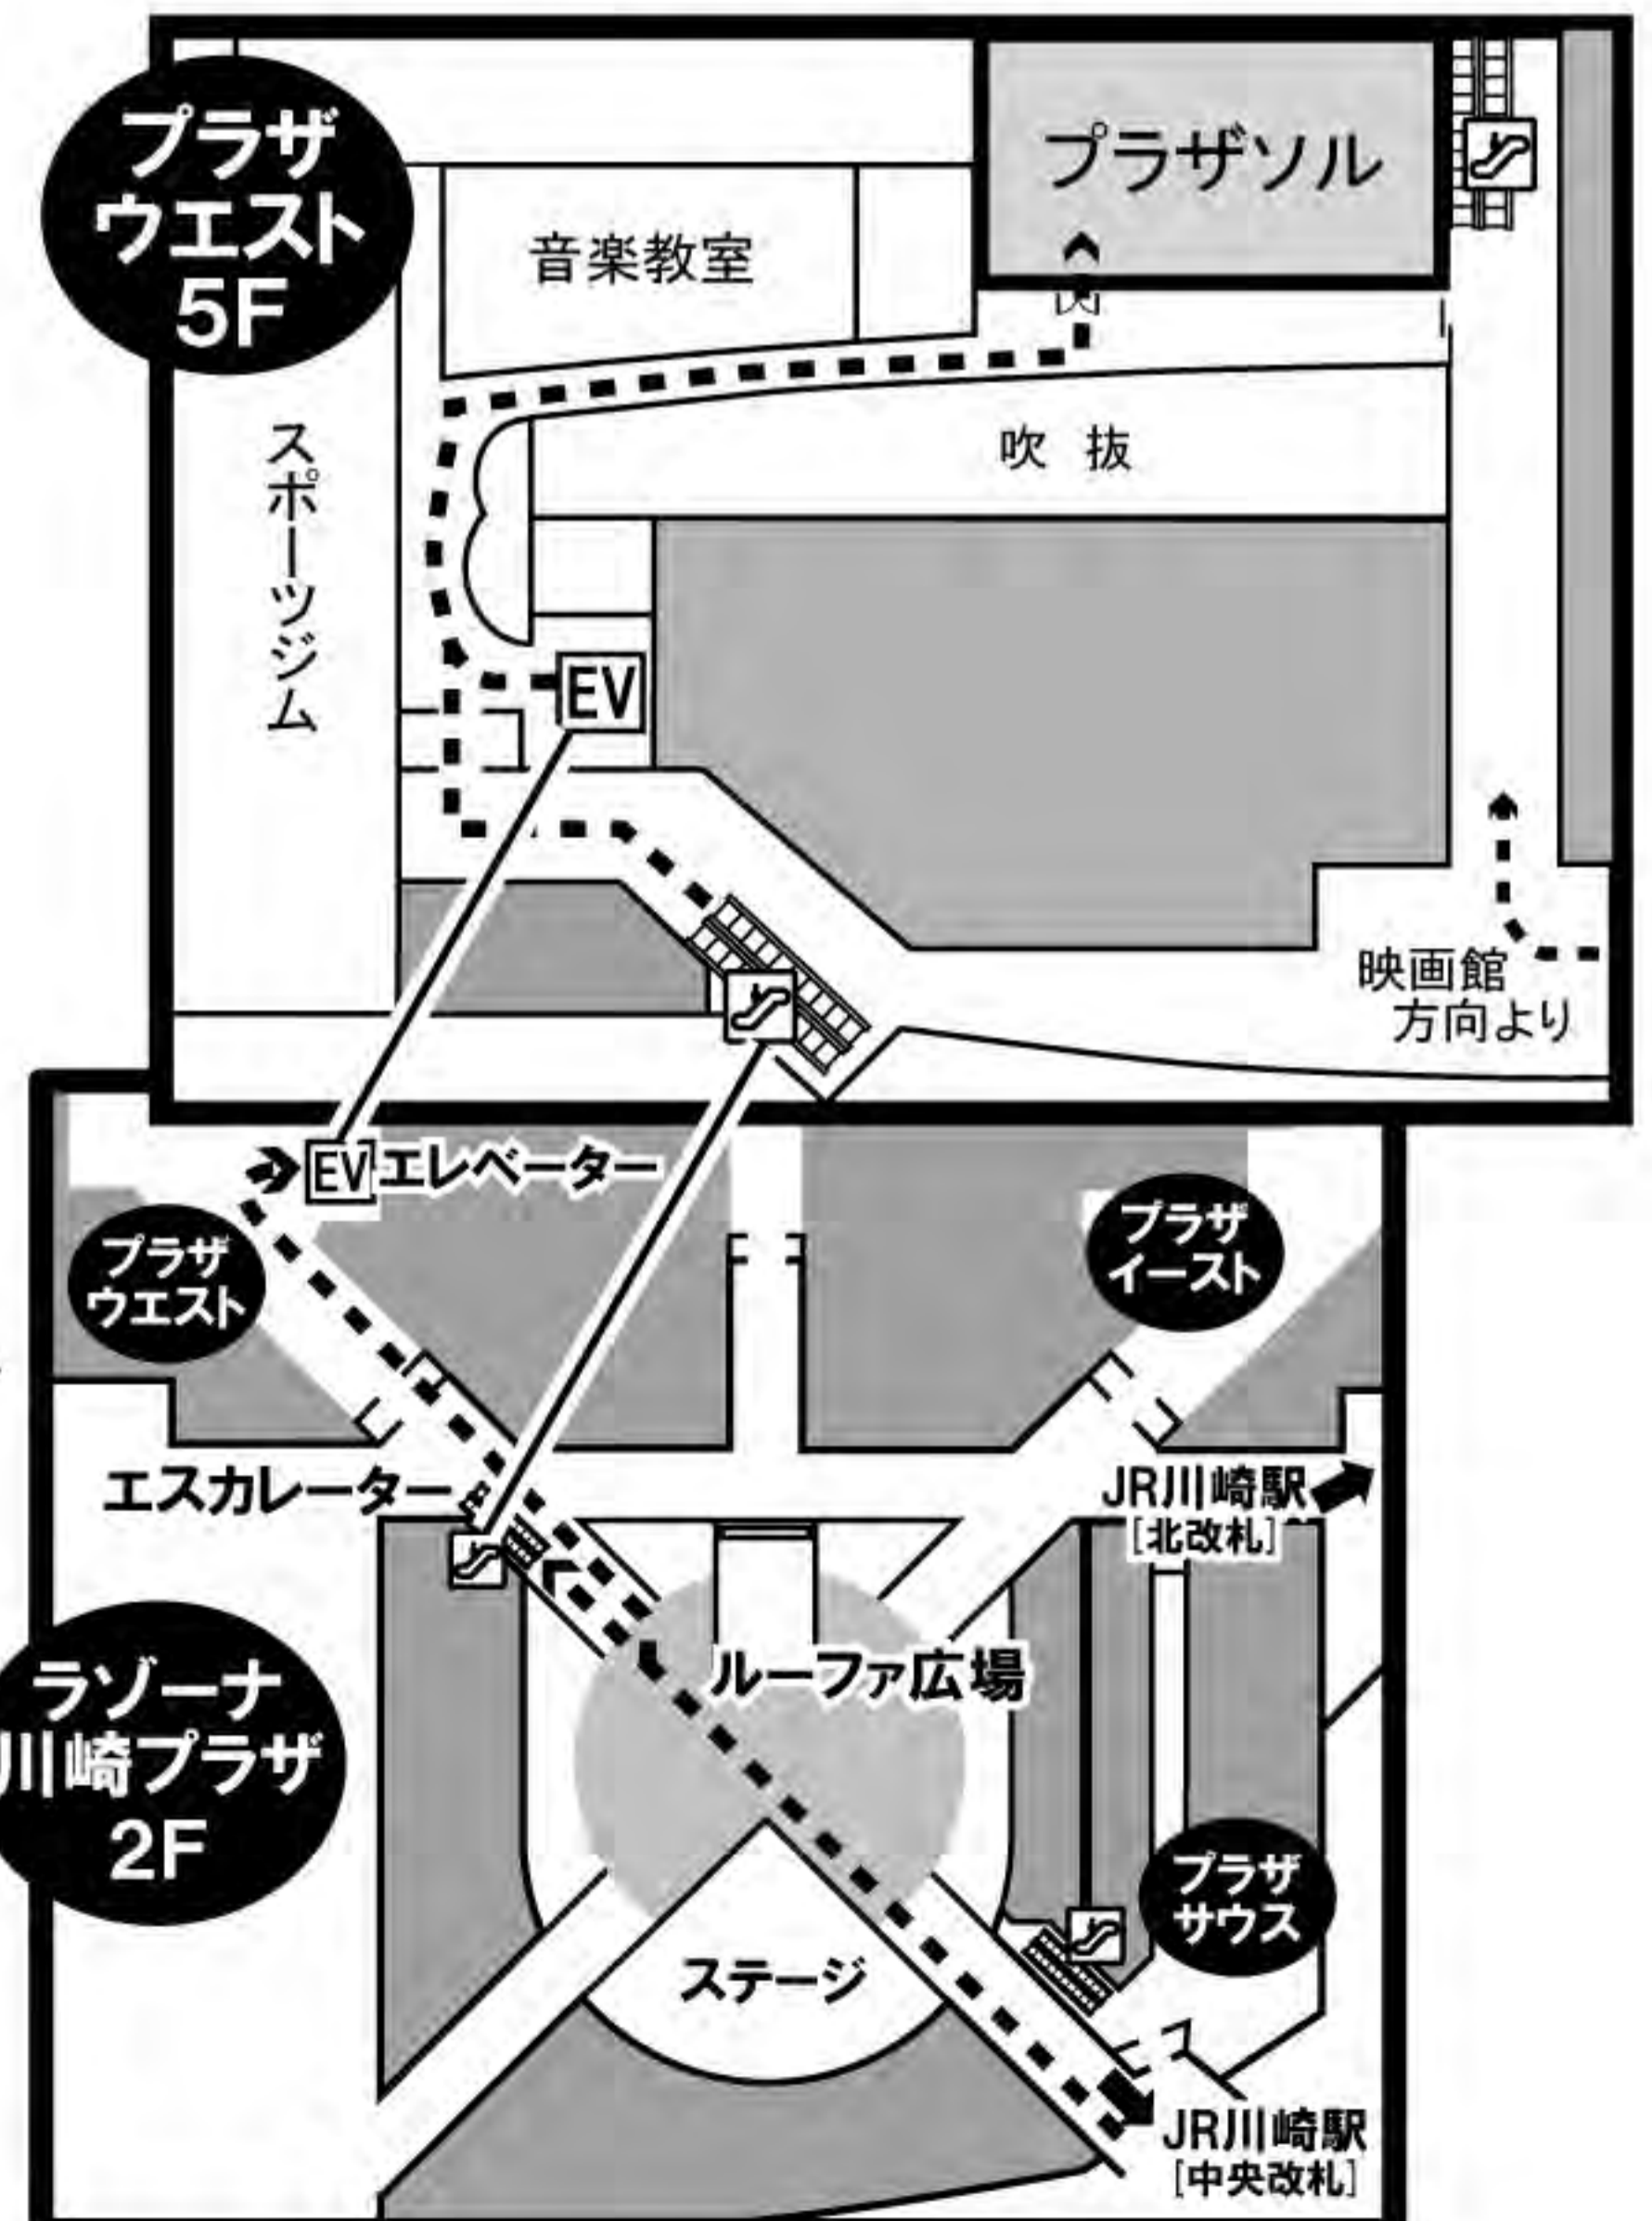 プラザ
ウエスト
5F
プラザソル
音楽教室
吹 抜
スポーツジム
EV
映画館
方向より
EV エレベーター
プラザ
ウエスト
プラザ
イースト
エスカレーター
JR川崎駅
[北改札]
ルーファ広場
ラゾーナ
川崎プラザ
2F
プラザ
サウス
ステージ
JR川崎駅
[中央改札]